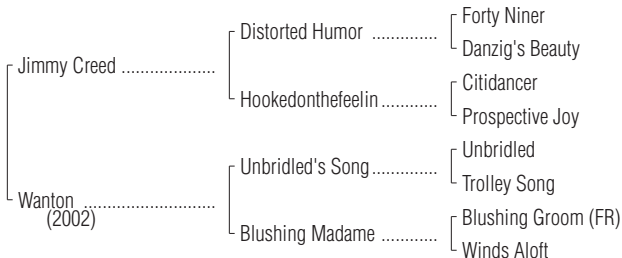 Forty Niner
Distorted Humor ..............
Danzig's Beauty
Jimmy Creed ....................
Citidancer
Hookedonthefeelin ............
Prospective Joy
Unbridled
Unbridled's Song ..............
Trolley Song
Wanton ............................
(2002)
Blushing Groom (FR)
Blushing Madame ............
Winds Aloft